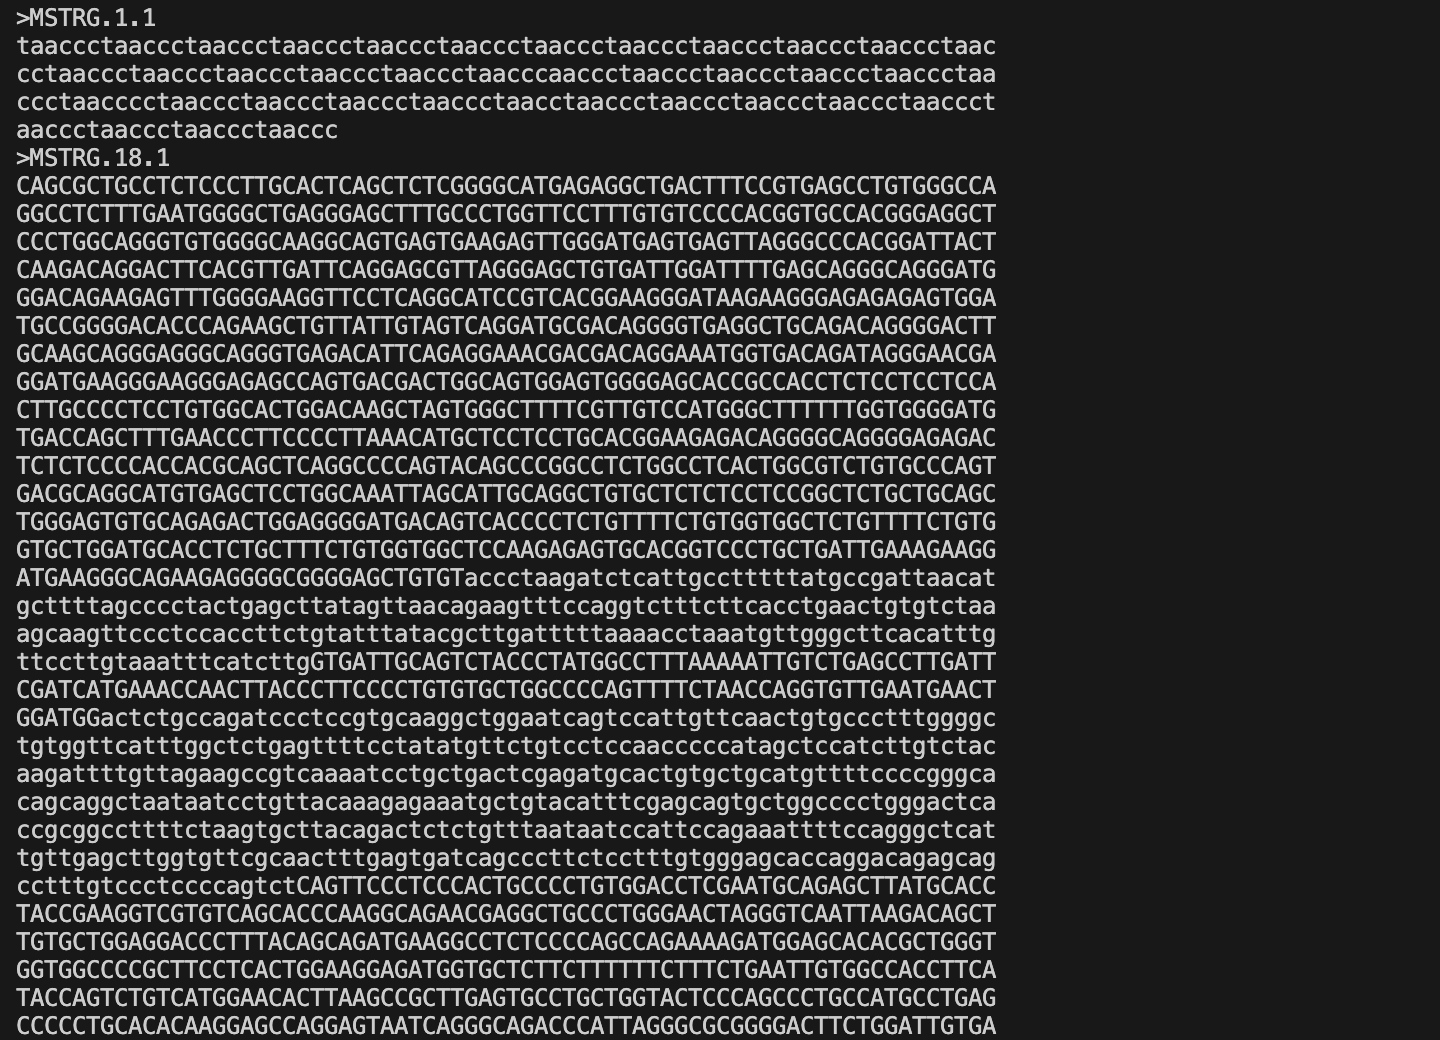 >MSTRG.1.1
taaccctaaccctaaccctaaccctaaccctaaccctaaccctaaccctaaccctaaccctaaccctaac
cctaaccctaaccctaaccctaaccctaaccctaacccaaccctaaccctaaccctaaccctaaccctaa
ccctaacccctaaccctaaccctaaccctaaccctaacctaaccctaaccctaaccctaaccctaaccct
aaccctaaccctaaccctaaccc
>MSTRG.18.1
CAGCGCTGCCTCTCCCTTGCACTCAGCTCTCGGGGCATGAGAGGCTGACTTTCCGTGAGCCTGTGGGCCA
GGCCTCTTTGAATGGGGCTGAGGGAGCTTTGCCCTGGTTCCTTTGTGTCCCCACGGTGCCACGGGAGGCT
CCCTGGCAGGGTGTGGGGCAAGGCAGTGAGTGAAGAGTTGGGATGAGTGAGTTAGGGCCCACGGATTACT
CAAGACAGGACTTCACGTTGATTCAGGAGCGTTAGGGAGCTGTGATTGGATTTTGAGCAGGGCAGGGATG
GGACAGAAGAGTTTGGGGAAGGTTCCTCAGGCATCCGTCACGGAAGGGATAAGAAGGGAGAGAGAGTGGA
TGCCGGGGACACCCAGAAGCTGTTATTGTAGTCAGGATGCGACAGGGGTGAGGCTGCAGACAGGGGACTT
GCAAGCAGGGAGGGCAGGGTGAGACATTCAGAGGAAACGACGACAGGAAATGGTGACAGATAGGGAACGA
GGATGAAGGGAAGGGAGAGCCAGTGACGACTGGCAGTGGAGTGGGGAGCACCGCCACCTCTCCTCCTCCA
CTTGCCCCTCCTGTGGCACTGGACAAGCTAGTGGGCTTTTCGTTGTCCATGGGCTTTTTTGGTGGGGATG
TGACCAGCTTTGAACCCTTCCCCTTAAACATGCTCCTCCTGCACGGAAGAGACAGGGGCAGGGGAGAGAC
TCTCTCCCCACCACGCAGCTCAGGCCCCAGTACAGCCCGGCCTCTGGCCTCACTGGCGTCTGTGCCCAGT
GACGCAGGCATGTGAGCTCCTGGCAAATTAGCATTGCAGGCTGTGCTCTCTCCTCCGGCTCTGCTGCAGC
TGGGAGTGTGCAGAGACTGGAGGGGATGACAGTCACCCCTCTGTTTTCTGTGGTGGCTCTGTTTTCTGTG
GTGCTGGATGCACCTCTGCTTTCTGTGGTGGCTCCAAGAGAGTGCACGGTCCCTGCTGATTGAAAGAAGG
ATGAAGGGCAGAAGAGGGGCGGGGAGCTGTGTaccctaagatctcattgcctttttatgccgattaacat
gcttttagcccctactgagcttatagttaacagaagtttccaggtctttcttcacctgaactgtgtctaa
agcaagttccctccaccttctgtatttatacgcttgatttttaaaacctaaatgttgggcttcacatttg
ttccttgtaaatttcatcttgGTGATTGCAGTCTACCCTATGGCCTTTAAAAATTGTCTGAGCCTTGATT
CGATCATGAAACCAACTTACCCTTCCCCTGTGTGCTGGCCCCAGTTTTCTAACCAGGTGTTGAATGAACT
GGATGGactctgccagatccctccgtgcaaggctggaatcagtccattgttcaactgtgccctttggggc
tgtggttcatttggctctgagttttcctatatgttctgtcctccaacccccatagctccatcttgtctac
aagattttgttagaagccgtcaaaatcctgctgactcgagatgcactgtgctgcatgttttccccgggca
cagcaggctaataatcctgttacaaagagaaatgctgtacatttcgagcagtgctggcccctgggactca
ccgcggccttttctaagtgcttacagactctctgtttaataatccattccagaaattttccagggctcat
tgttgagcttggtgttcgcaactttgagtgatcagcccttctcctttgtgggagcaccaggacagagcag
cctttgtccctccccagtctCAGTTCCCTCCCACTGCCCCTGTGGACCTCGAATGCAGAGCTTATGCACC
TACCGAAGGTCGTGTCAGCACCCAAGGCAGAACGAGGCTGCCCTGGGAACTAGGGTCAATTAAGACAGCT
TGTGCTGGAGGACCCTTTACAGCAGATGAAGGCCTCTCCCCAGCCAGAAAAGATGGAGCACACGCTGGGT
GGTGGCCCCGCTTCCTCACTGGAAGGAGATGGTGCTCTTCTTTTTTCTTTCTGAATTGTGGCCACCTTCA
TACCAGTCTGTCATGGAACACTTAAGCCGCTTGAGTGCCTGCTGGTACTCCCAGCCCTGCCATGCCTGAG
CCCCCTGCACACAAGGAGCCAGGAGTAATCAGGGCAGACCCATTAGGGCGCGGGGACTTCTGGATTGTGA